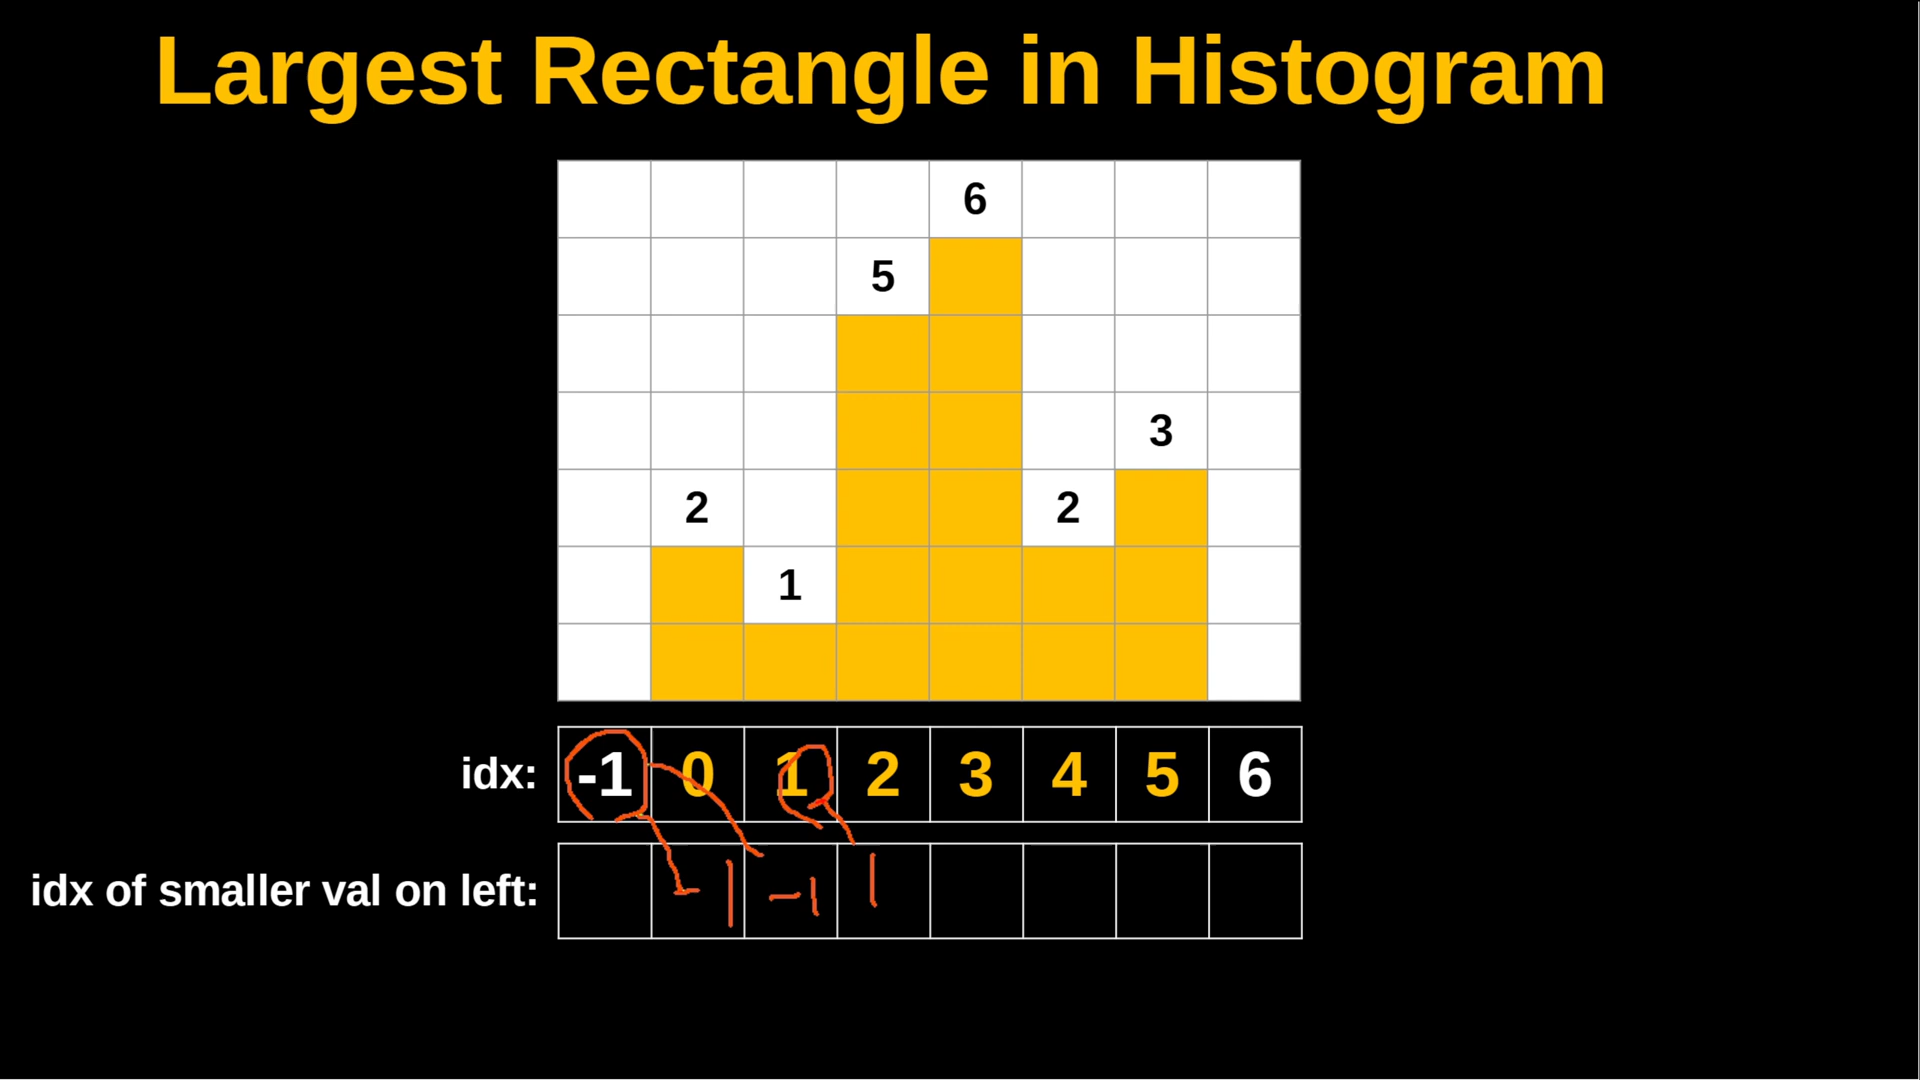 Largest Rectangle in Histogram
6
5
3
2 2
1
idx: -1 0 1 2 3 4 5 6
idx of smaller val on left: -1 -1 1